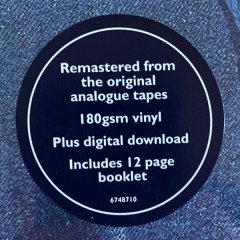 Remastered from
the original
analogue tapes
180gsm vinyl
Plus digital download
Includes 12 page
booklet
6748710